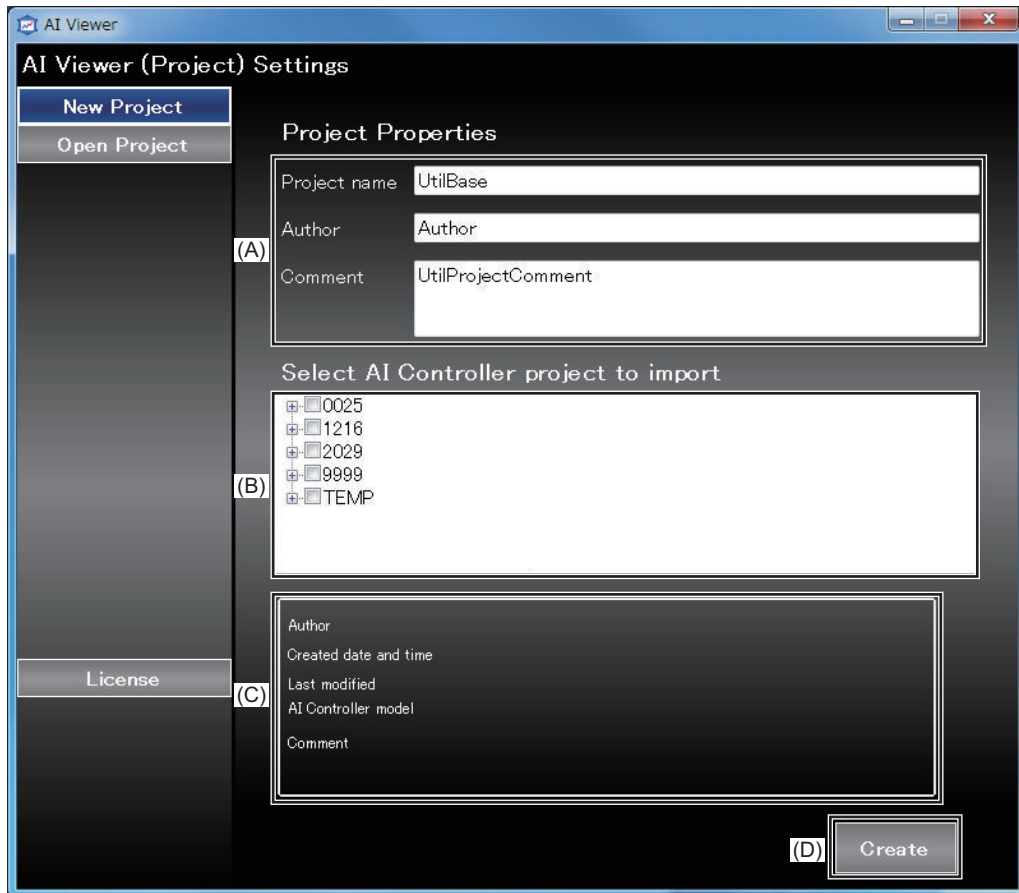 AI Viewer
AI Viewer (Project) Settings
New Project
Open Project
Project Properties
Project name UtilBase
Author Author
(A)
Comment UtilProjectComment
Select AI Controller project to import
0025
1216
2029
9999
TEMP
(B)
Author
Created date and time
Last modified
AI Controller model
Comment
License
(C)
(D)
Create